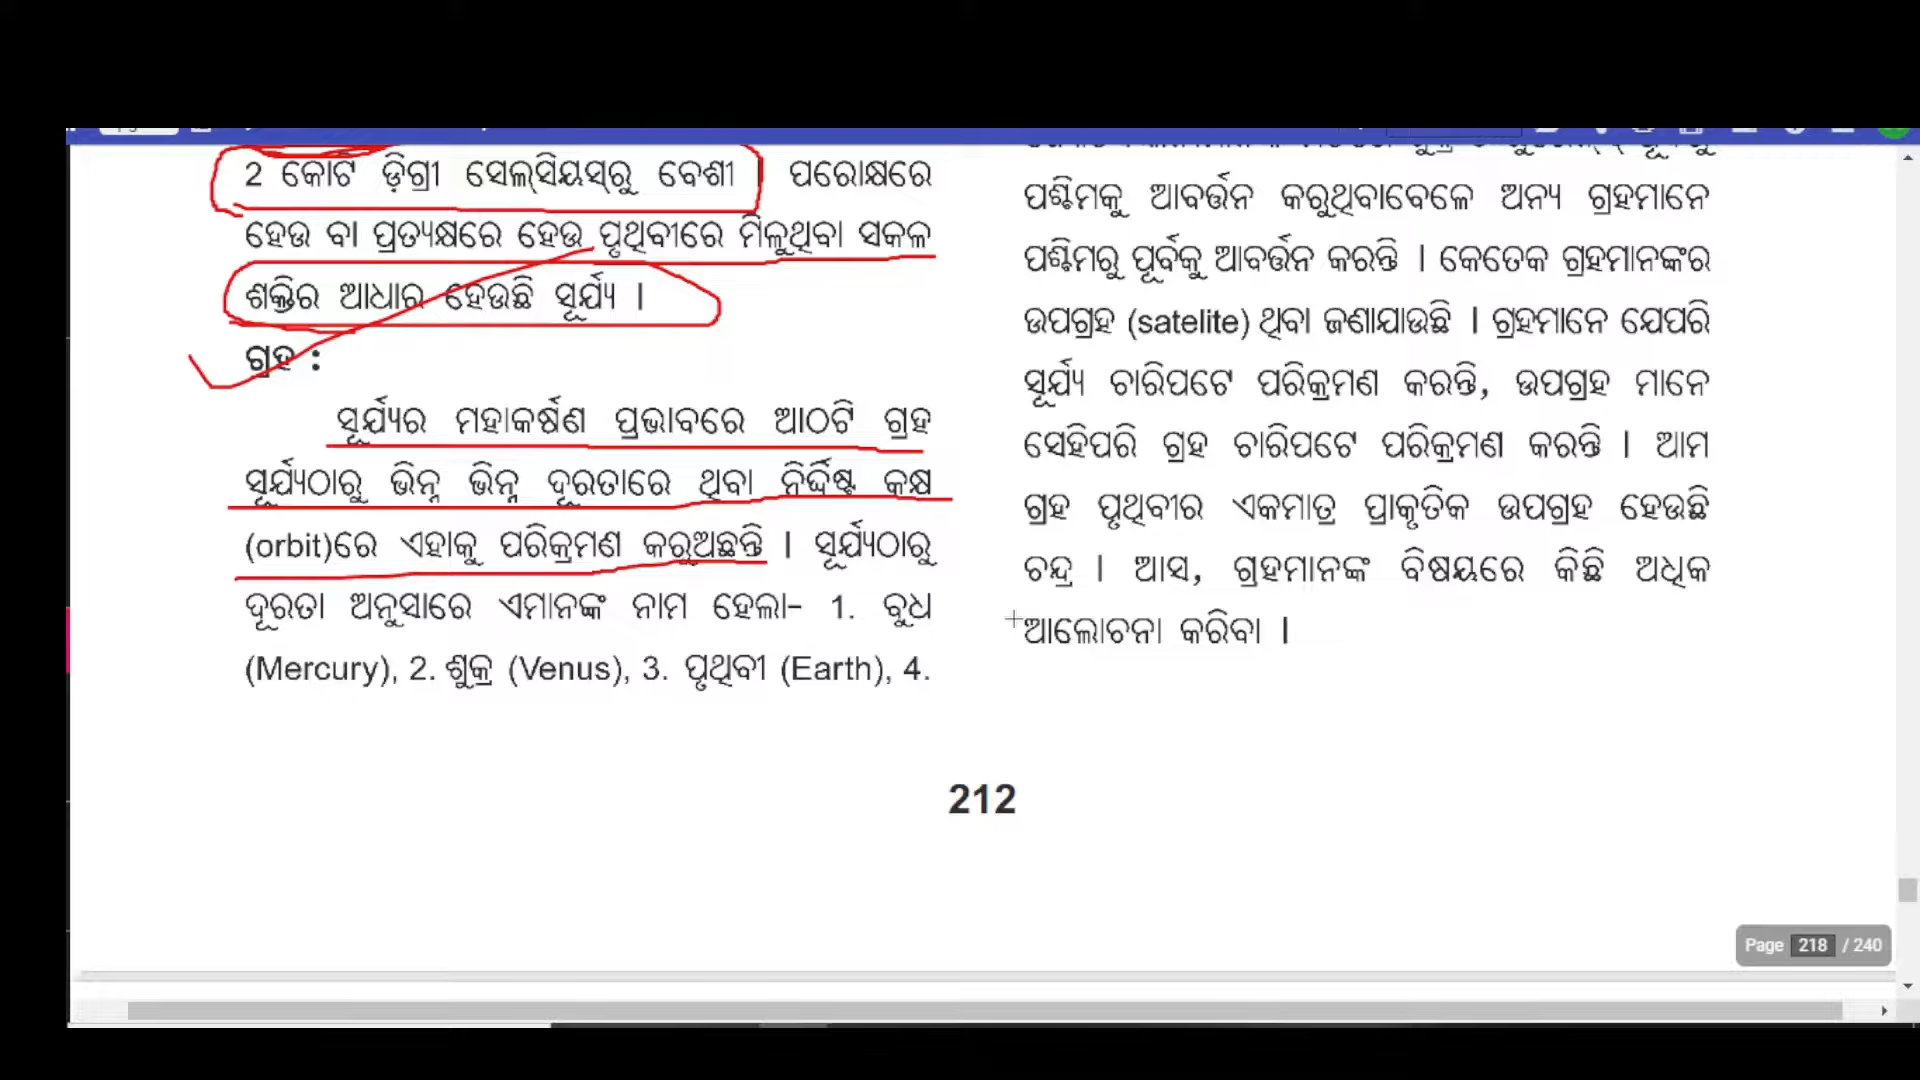 2 କୋଟି ଡ଼ିଗ୍ରୀ ସେଲ୍‌ସିୟସ୍‌ରୁ ବେଶୀ | ପରୋକ୍ଷରେ
ହେଉ ବା ପ୍ରତ୍ୟକ୍ଷରେ ହେଉ ପୃଥିବୀରେ ମିଳୁଥିବା ସକଳ
ଶକ୍ତିର ଆଧାର ହେଉଛି ସୂର୍ଯ୍ୟ |
ଗ୍ରହ :
ସୂର୍ଯ୍ୟର ମହାକର୍ଷଣ ପ୍ରଭାବରେ ଆଠଟି ଗ୍ରହ
ସୂର୍ଯ୍ୟଠାରୁ ଭିନ୍ନ ଭିନ୍ନ ଦୂରତାରେ ଥିବା ନିର୍ଦ୍ଦିଷ୍ଟ କକ୍ଷ
(orbit)ରେ ଏହାକୁ ପରିକ୍ରମଣ କରୁଅଛନ୍ତି | ସୂର୍ଯ୍ୟଠାରୁ
ଦୂରତା ଅନୁସାରେ ଏମାନଙ୍କ ନାମ ହେଲା- 1. ବୁଧ
(Mercury), 2. ଶୁକ୍ର (Venus), 3. ପୃଥିବୀ (Earth), 4.
ପଶ୍ଚିମକୁ ଆବର୍ତ୍ତନ କରୁଥିବାବେଳେ ଅନ୍ୟ ଗ୍ରହମାନେ
ପଶ୍ଚିମରୁ ପୂର୍ବକୁ ଆବର୍ତ୍ତନ କରନ୍ତି | କେତେକ ଗ୍ରହମାନଙ୍କର
ଉପଗ୍ରହ (satelite) ଥିବା ଜଣାଯାଉଛି | ଗ୍ରହମାନେ ଯେପରି
ସୂର୍ଯ୍ୟ ଚାରିପଟେ ପରିକ୍ରମଣ କରନ୍ତି, ଉପଗ୍ରହ ମାନେ
ସେହିପରି ଗ୍ରହ ଚାରିପଟେ ପରିକ୍ରମଣ କରନ୍ତି | ଆମ
ଗ୍ରହ ପୃଥିବୀର ଏକମାତ୍ର ପ୍ରାକୃତିକ ଉପଗ୍ରହ ହେଉଛି
ଚନ୍ଦ୍ର | ଆସ, ଗ୍ରହମାନଙ୍କ ବିଷୟରେ କିଛି ଅଧିକ
ଆଲୋଚନା କରିବା |
212
Page 218 / 240